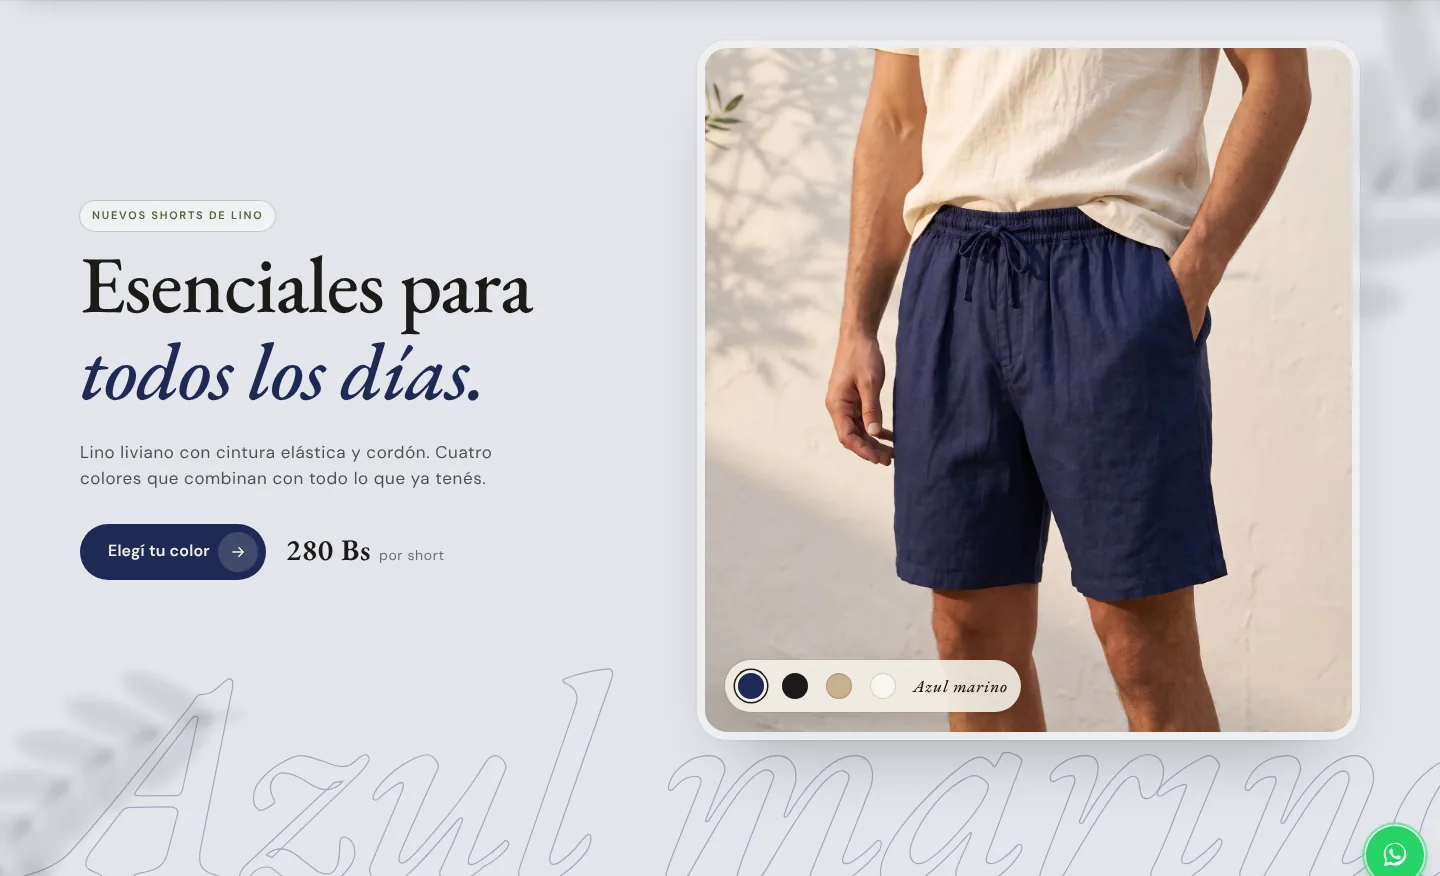 NUEVOS SHORTS DE LINO
Esenciales para
todos los días.
Lino liviano con cintura elástica y cordón. Cuatro
colores que combinan con todo lo que ya tenés.
Elegí tu color →
280 Bs por short
Azul marino
Azul marino